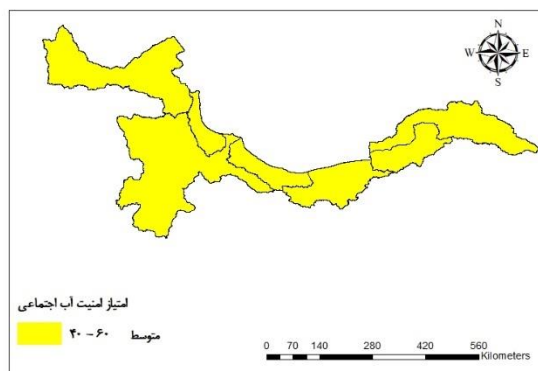 N
W E
S
امتیاز امنیت آب اجتماعی
متوسط ۶۰ - ۴۰
0 70 140 280 420 560
Kilometers